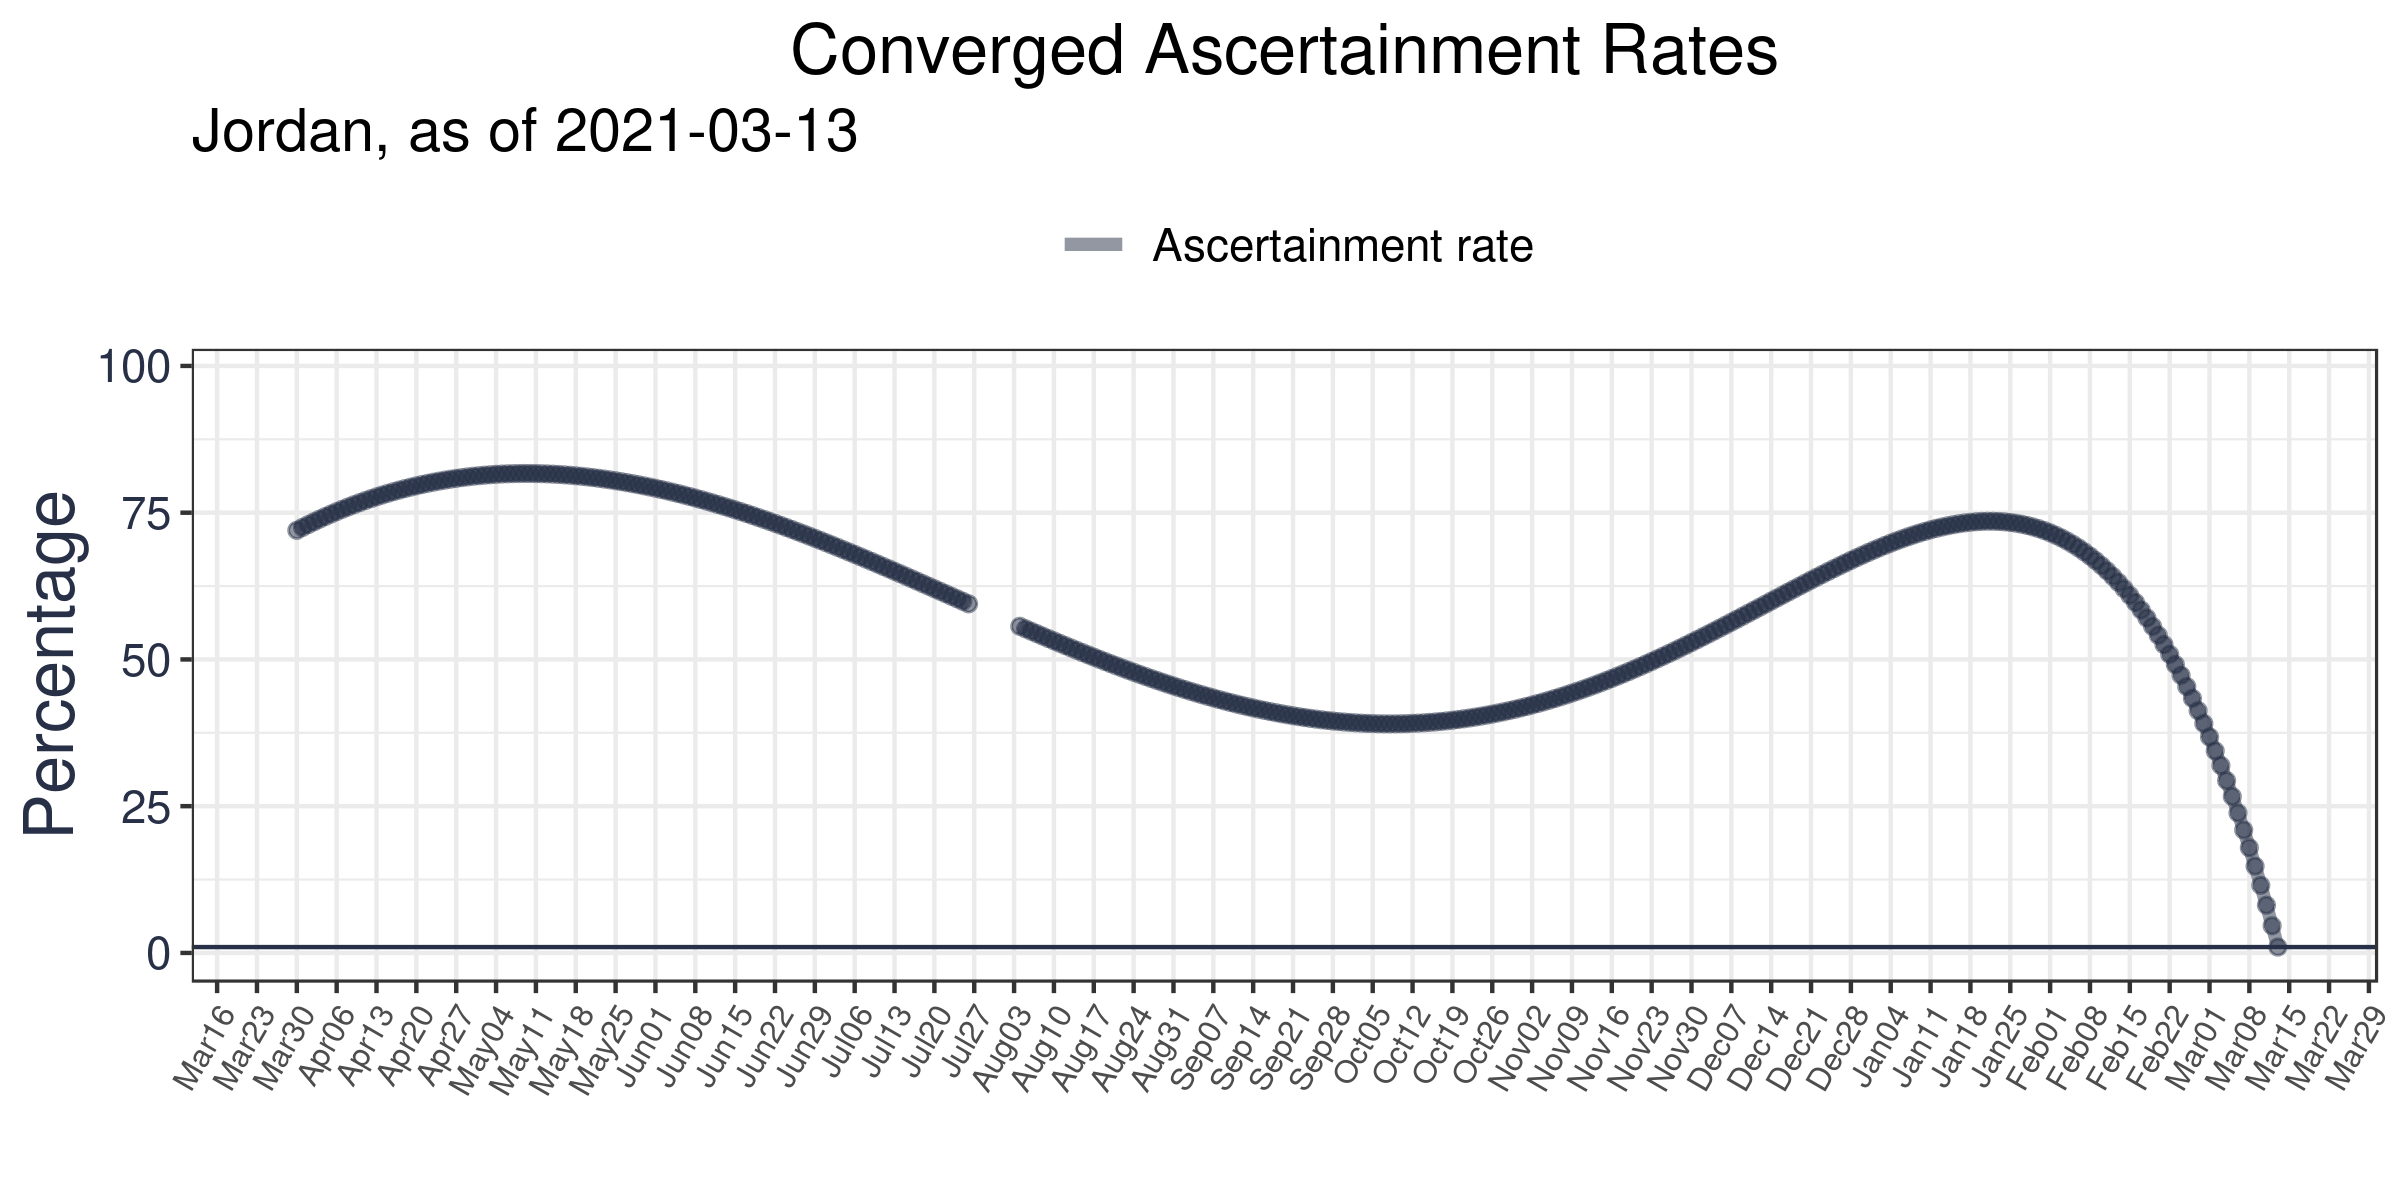 Converged Ascertainment Rates
Jordan, as of 2021-03-13
Ascertainment rate
Percentage
100
75
50
25
0
Mar16 Mar23 Mar30 Apr06 Apr13 Apr20 Apr27 May04 May11 May18 May25 Jun01 Jun08 Jun15 Jun22 Jun29 Jul06 Jul13 Jul20 Jul27 Aug03 Aug10 Aug17 Aug24 Aug31 Sep07 Sep14 Sep21 Sep28 Oct05 Oct12 Oct19 Oct26 Nov02 Nov09 Nov16 Nov23 Nov30 Dec07 Dec14 Dec21 Dec28 Jan04 Jan11 Jan18 Jan25 Feb01 Feb08 Feb15 Feb22 Mar01 Mar08 Mar15 Mar22 Mar29